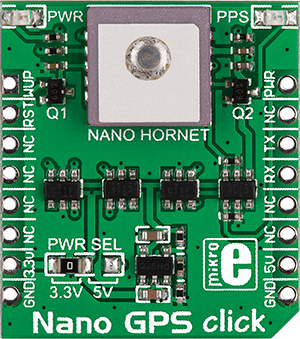 PWR PPS
Q1 Q2
NANO HORNET
RST WUP
PWR
NC
TX
NC
RX
NC
NC
NC
NC
3.3V
NC
5V
GND
GND
PWR SEL
3.3V 5V
mikro
e
Nano GPS click